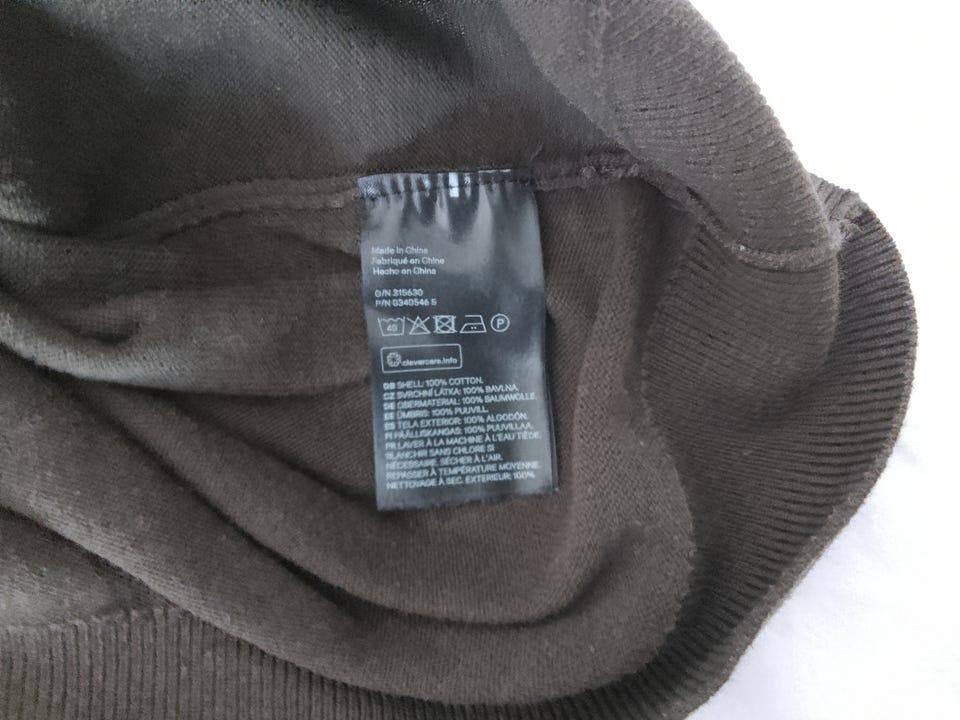 Made in China
Fabriqué en Chine
Hecho en China
O/N 315630
P/N 0340546 5
40
P
clevercare.info
GB SHELL: 100% COTTON.
CZ SVRCHNÍ LÁTKA: 100% BAVLNA.
DE OBERMATERIAL: 100% BAUMWOLLE.
EE ÜMBRIS: 100% PUUVILL.
ES TELA EXTERIOR: 100% ALGODÓN.
FI PÄÄLLISKANGAS: 100% PUUVILLAA.
FR LAVER À LA MACHINE À L'EAU TIÈDE.
BLANCHIR SANS CHLORE SI
NÉCESSAIRE. SÉCHER À L'AIR.
REPASSER À TEMPÉRATURE MOYENNE.
NETTOYAGE À SEC. EXTERIEUR: 100%